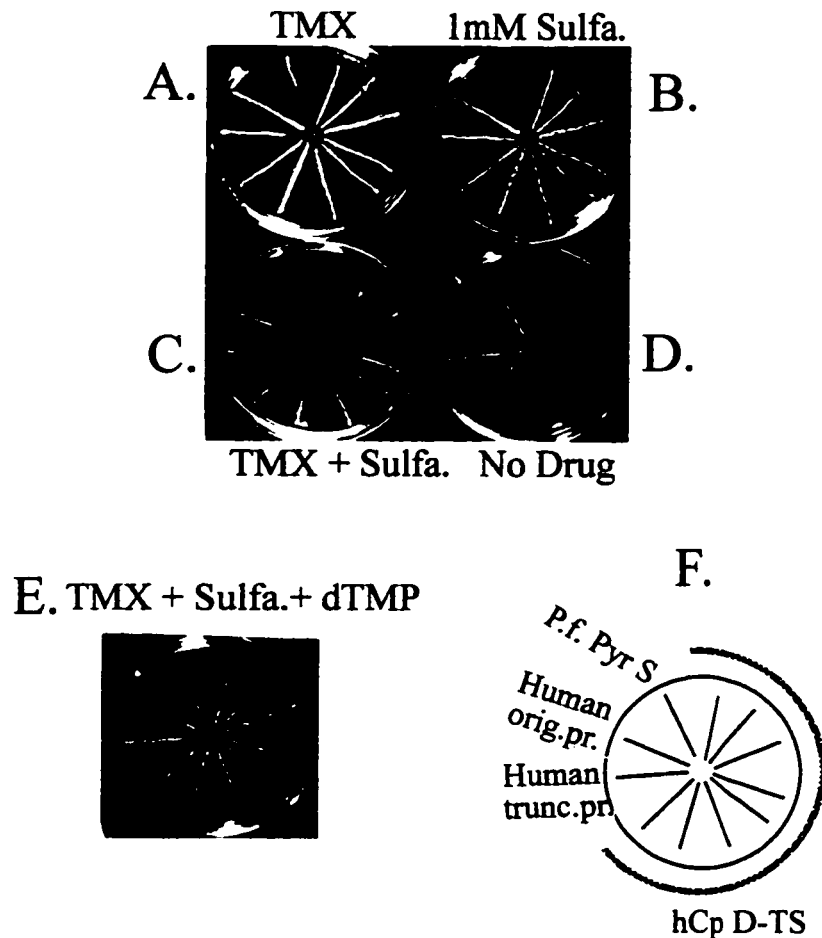 TMX 1mM Sulfa.
A. B.
C. D.
TMX + Sulfa. No Drug
E. TMX + Sulfa.+ dTMP
F.
P.f. Pyr S
Human
orig.pr.
Human
trunc.pr.
hCp D-TS